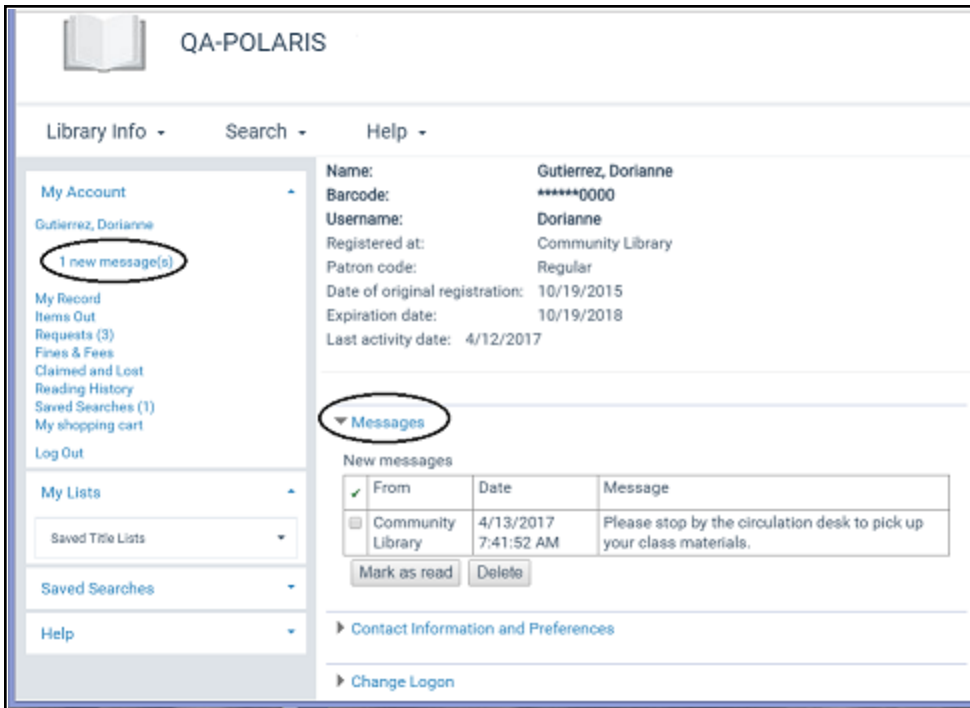 QA-POLARIS
Library Info
Search
Help
My Account
Gutierrez, Dorianne
1 new message(s)
My Record
Items Out
Requests (3)
Fines & Fees
Claimed and Lost
Reading History
Saved Searches (1)
My shopping cart
Log Out
My Lists
Saved Title Lists
Saved Searches
Help
Name: Gutierrez, Dorianne
Barcode: ******0000
Username: Dorianne
Registered at: Community Library
Patron code: Regular
Date of original registration: 10/19/2015
Expiration date: 10/19/2018
Last activity date: 4/12/2017
Messages
New messages
From Date Message
Community 4/13/2017 Please stop by the circulation desk to pick up
Library 7:41:52 AM your class materials.
Mark as read Delete
Contact Information and Preferences
Change Logon